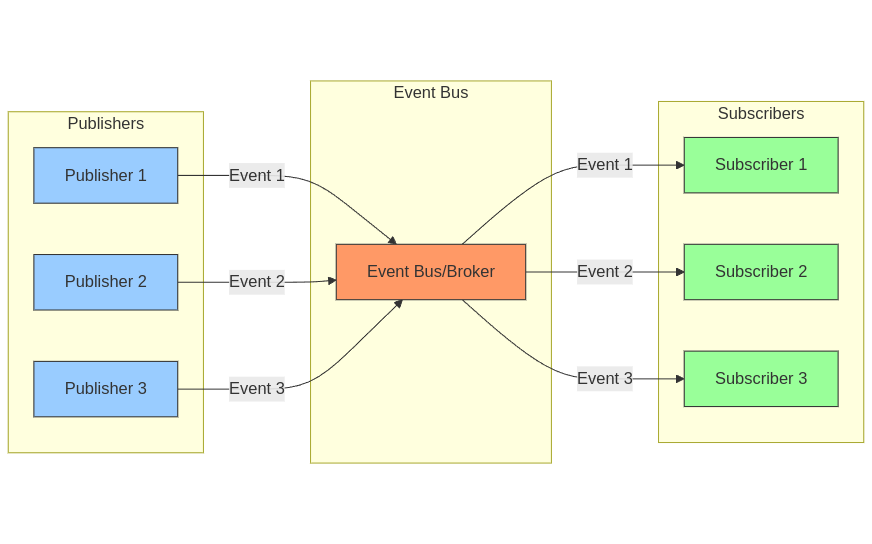 Publishers
Publisher 1
Publisher 2
Publisher 3
Event 1
Event 2
Event 3
Event Bus
Event Bus/Broker
Event 1
Event 2
Event 3
Subscribers
Subscriber 1
Subscriber 2
Subscriber 3